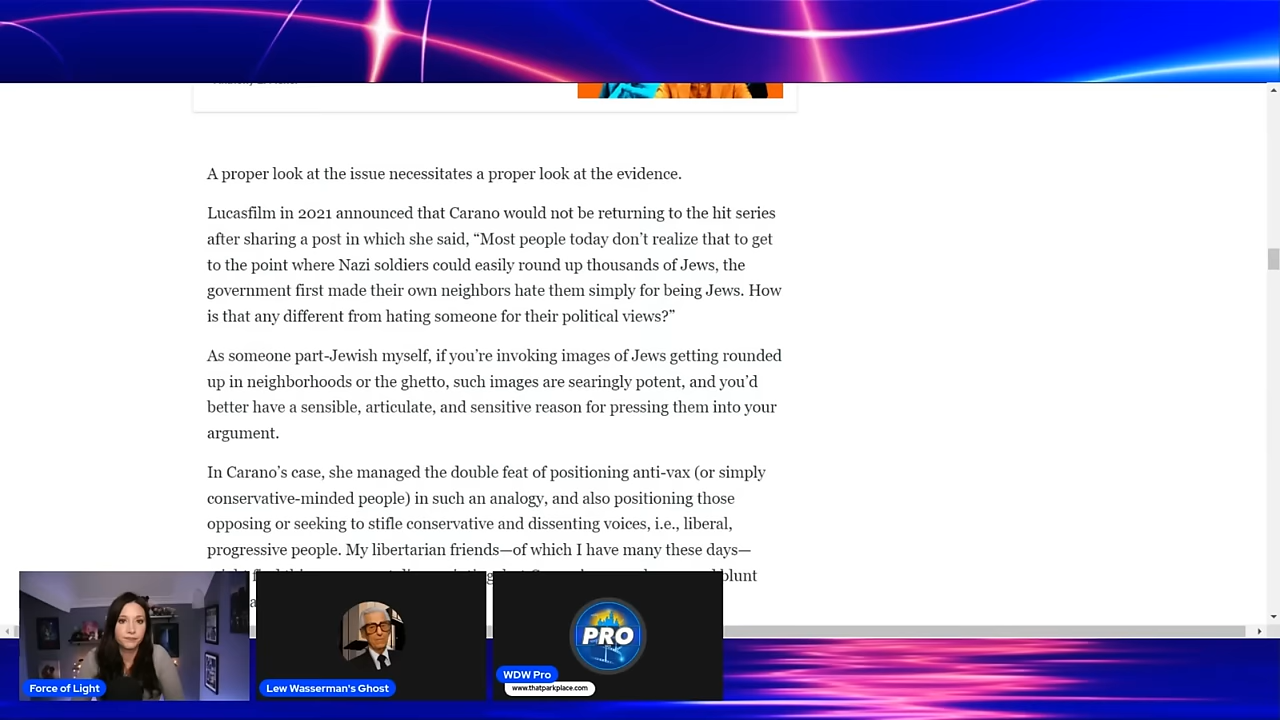 A proper look at the issue necessitates a proper look at the evidence.
Lucasfilm in 2021 announced that Carano would not be returning to the hit series
after sharing a post in which she said, “Most people today don’t realize that to get
to the point where Nazi soldiers could easily round up thousands of Jews, the
government first made their own neighbors hate them simply for being Jews. How
is that any different from hating someone for their political views?”
As someone part-Jewish myself, if you’re invoking images of Jews getting rounded
up in neighborhoods or the ghetto, such images are searingly potent, and you’d
better have a sensible, articulate, and sensitive reason for pressing them into your
argument.
In Carano’s case, she managed the double feat of positioning anti-vax (or simply
conservative-minded people) in such an analogy, and also positioning those
opposing or seeking to stifle conservative and dissenting voices, i.e., liberal,
progressive people. My libertarian friends—of which I have many these days—
blunt
PRO
Force of Light
Lew Wasserman's Ghost
WDW Pro
www.thatparkplace.com